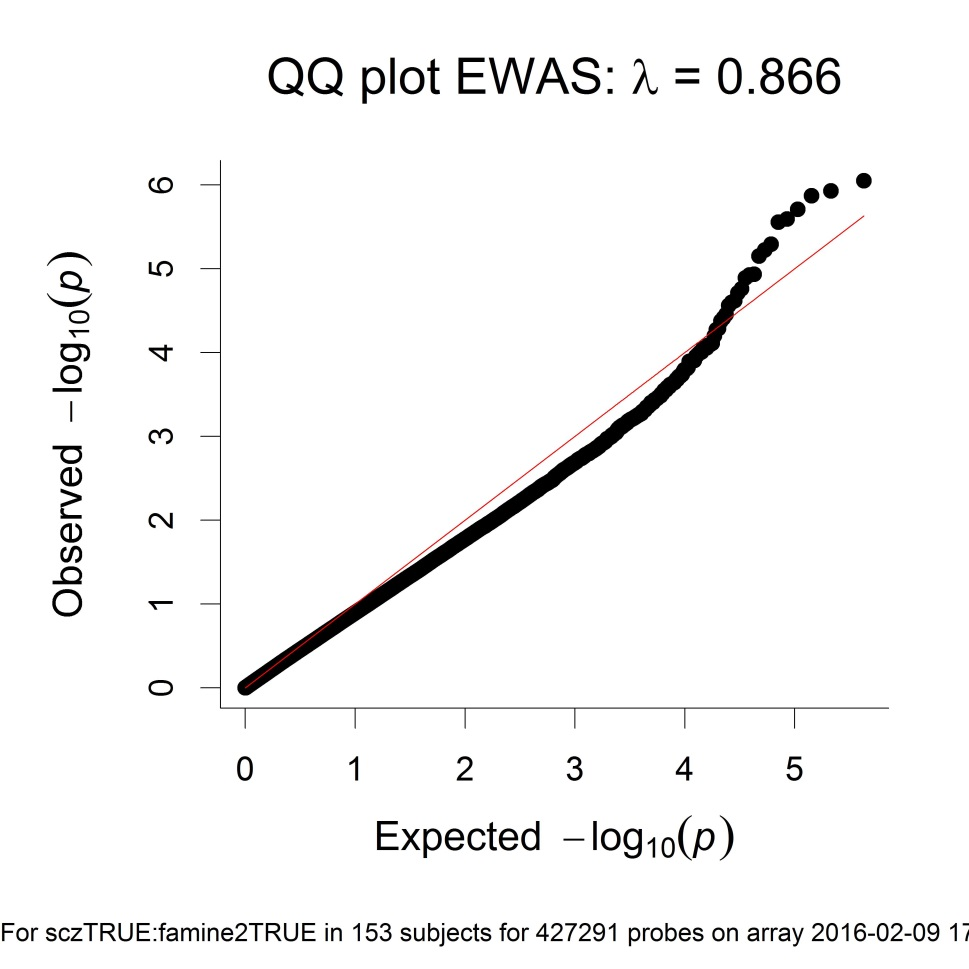 QQ plot EWAS: λ = 0.866
Observed −log10(p)
6
5
4
3
2
1
0
0 1 2 3 4 5
Expected −log10(p)
For sczTRUE:famine2TRUE in 153 subjects for 427291 probes on array 2016-02-09 17